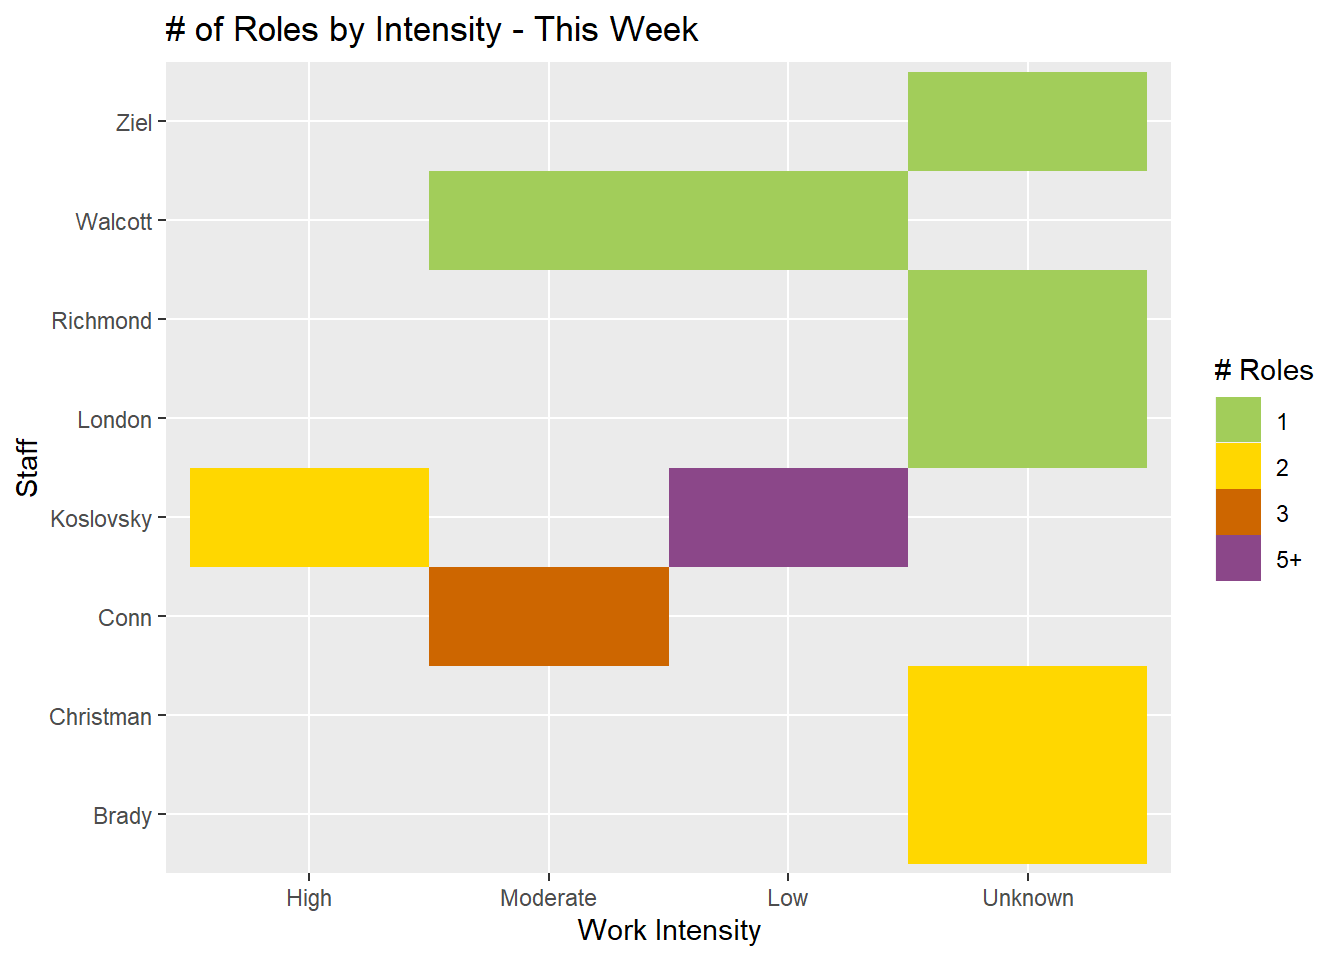 # of Roles by Intensity - This Week
Ziel
Walcott
Richmond
London
Koslovsky
Conn
Christman
Brady
Staff
High
Moderate
Low
Unknown
Work Intensity
# Roles
1
2
3
5+